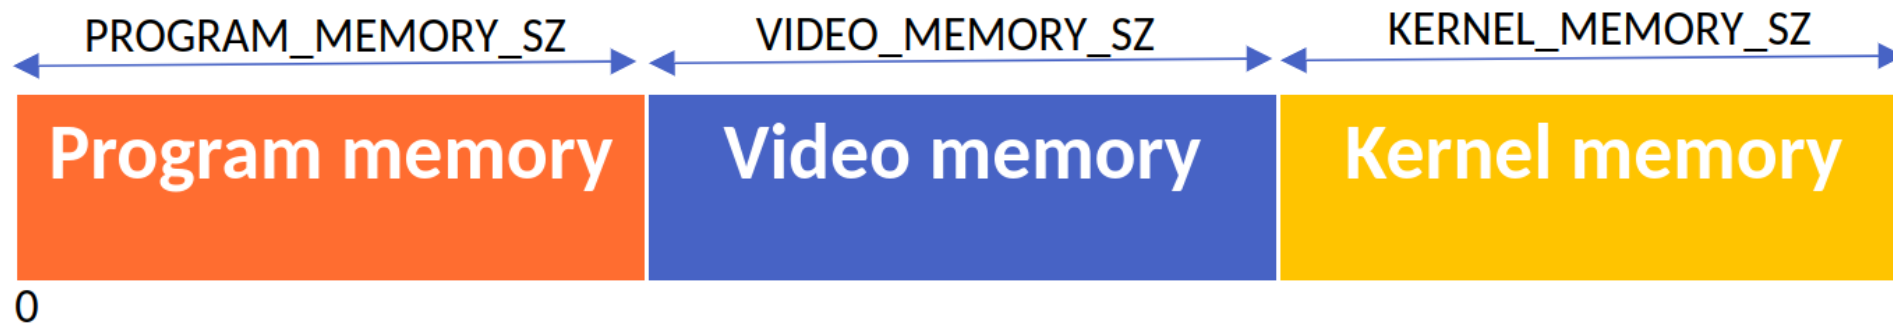 PROGRAM_MEMORY_SZ VIDEO_MEMORY_SZ KERNEL_MEMORY_SZ
Program memory Video memory Kernel memory
0